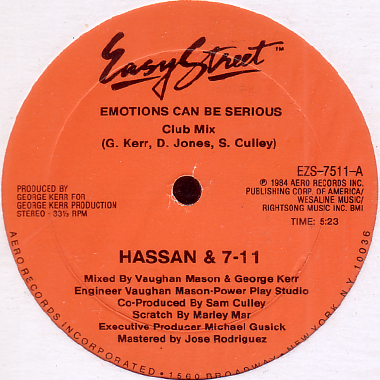 Easy Street™
EMOTIONS CAN BE SERIOUS
Club Mix
(G. Kerr, D. Jones, S. Culley)
EZS-7511-A
℗ 1984 AERO RECORDS INC.
PUBLISHING CORP. OF AMERICA/
WESALINE MUSIC/
RIGHTSONG MUSIC INC. BMI
TIME: 5:23
PRODUCED BY
GEORGE KERR FOR
GEORGE KERR PRODUCTION
STEREO - 33⅓ RPM
HASSAN & 7-11
Mixed By Vaughan Mason & George Kerr
Engineer Vaughan Mason-Power Play Studio
Co-Produced By Sam Culley
Scratch By Marley Mar
Executive Producer Michael Gusick
Mastered by Jose Rodriguez
AERO RECORDS INCORPORATED • 1560 BROADWAY • NEW YORK, N.Y. 10036